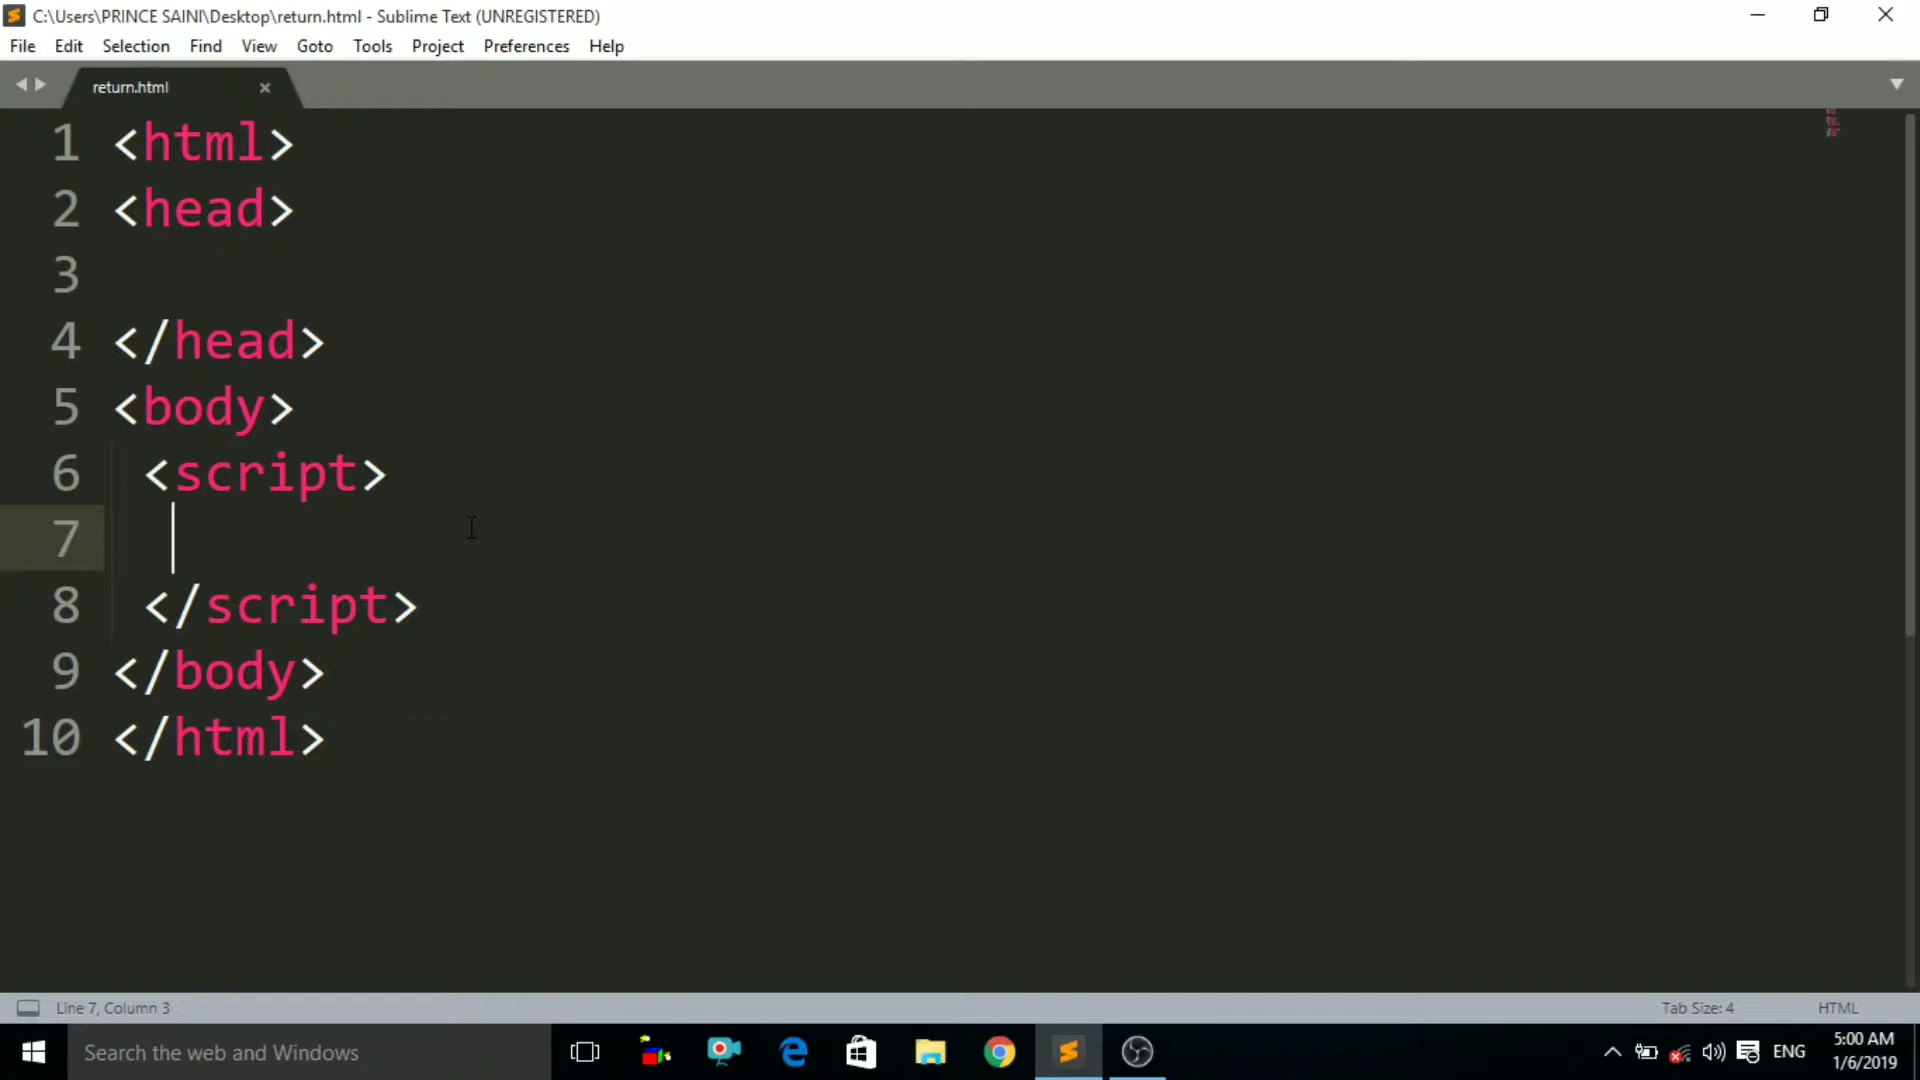 C:\Users\PRINCE SAINI\Desktop\return.html - Sublime Text (UNREGISTERED)
File Edit Selection Find View Goto Tools Project Preferences Help
return.html
1 <html>
2 <head>
3
4 </head>
5 <body>
6 <script>
7
8 </script>
9 </body>
10 </html>
Line 7, Column 3 Tab Size: 4 HTML
Search the web and Windows ENG 5:00 AM
1/6/2019